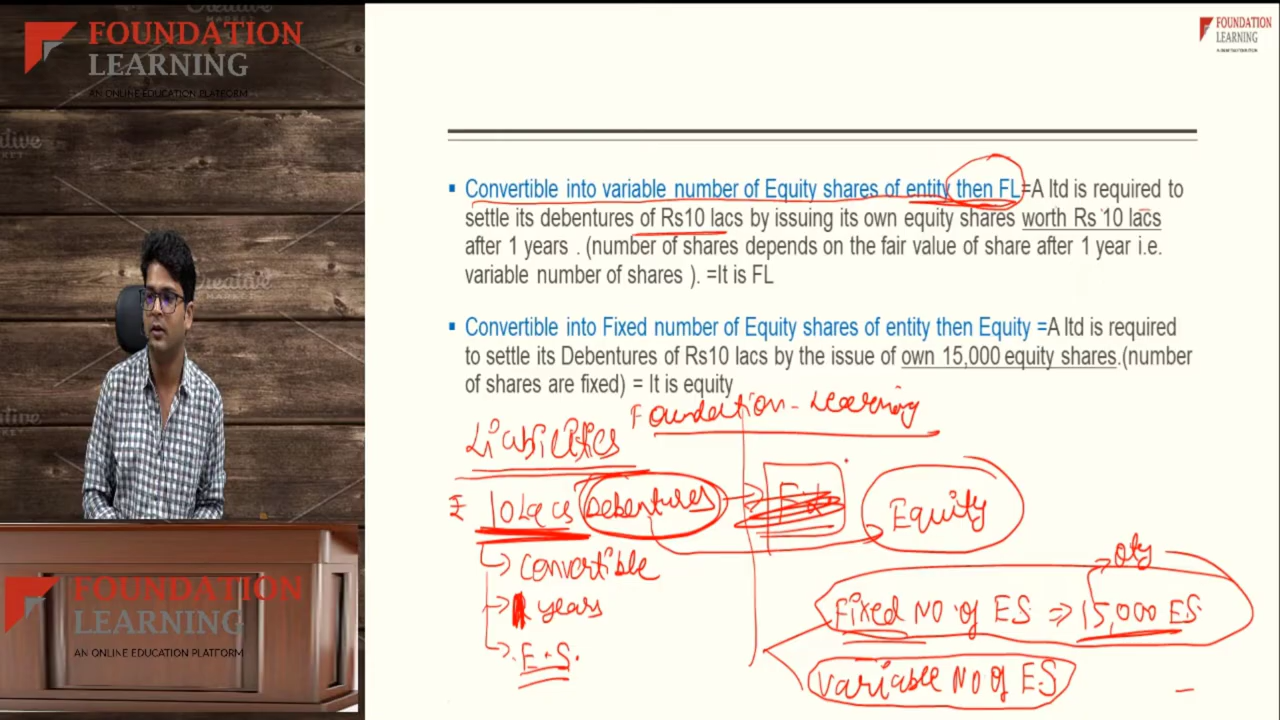 FOUNDATION
LEARNING
AN ONLINE EDUCATION PLATFORM
FOUNDATION
LEARNING
▪ Convertible into variable number of Equity shares of entity then FL=A ltd is required to
settle its debentures of Rs10 lacs by issuing its own equity shares worth Rs 10 lacs
after 1 years . (number of shares depends on the fair value of share after 1 year i.e.
variable number of shares ). =It is FL
▪ Convertible into Fixed number of Equity shares of entity then Equity =A ltd is required
to settle its Debentures of Rs10 lacs by the issue of own 15,000 equity shares.(number
of shares are fixed) = It is equity
Foundation-Learning
Liabilities
₹ 10 Lacs Debentures
Equity
Convertible
years
E.S.
Qty
Fixed No. of ES ⇒ 15,000 ES
Variable No of ES
FOUNDATION
LEARNING
AN ONLINE EDUCATION PLATFORM